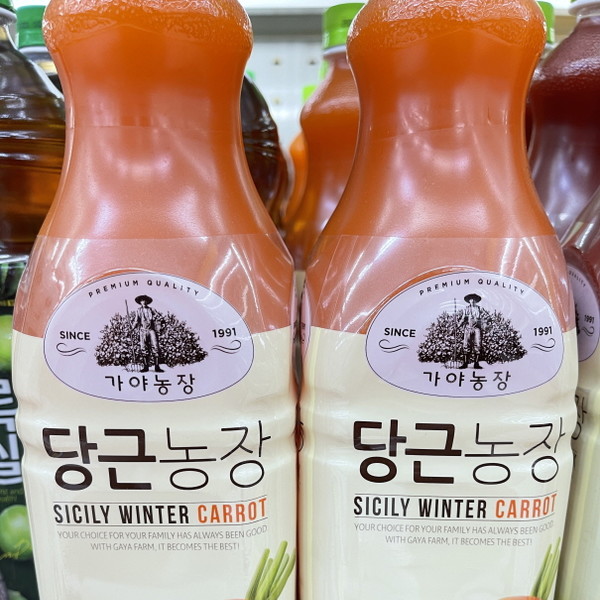 PREMIUM QUALITY
SINCE 1991
가야농장
당근농장
SICILY WINTER CARROT
YOUR CHOICE FOR YOUR FAMILY HAS ALWAYS BEEN GOOD.
WITH GAYA FARM, IT BECOMES THE BEST!
PREMIUM QUALITY
SINCE 1991
가야농장
당근농장
SICILY WINTER CARROT
YOUR CHOICE FOR YOUR FAMILY HAS ALWAYS BEEN GOOD.
WITH GAYA FARM, IT BECOMES THE BEST!